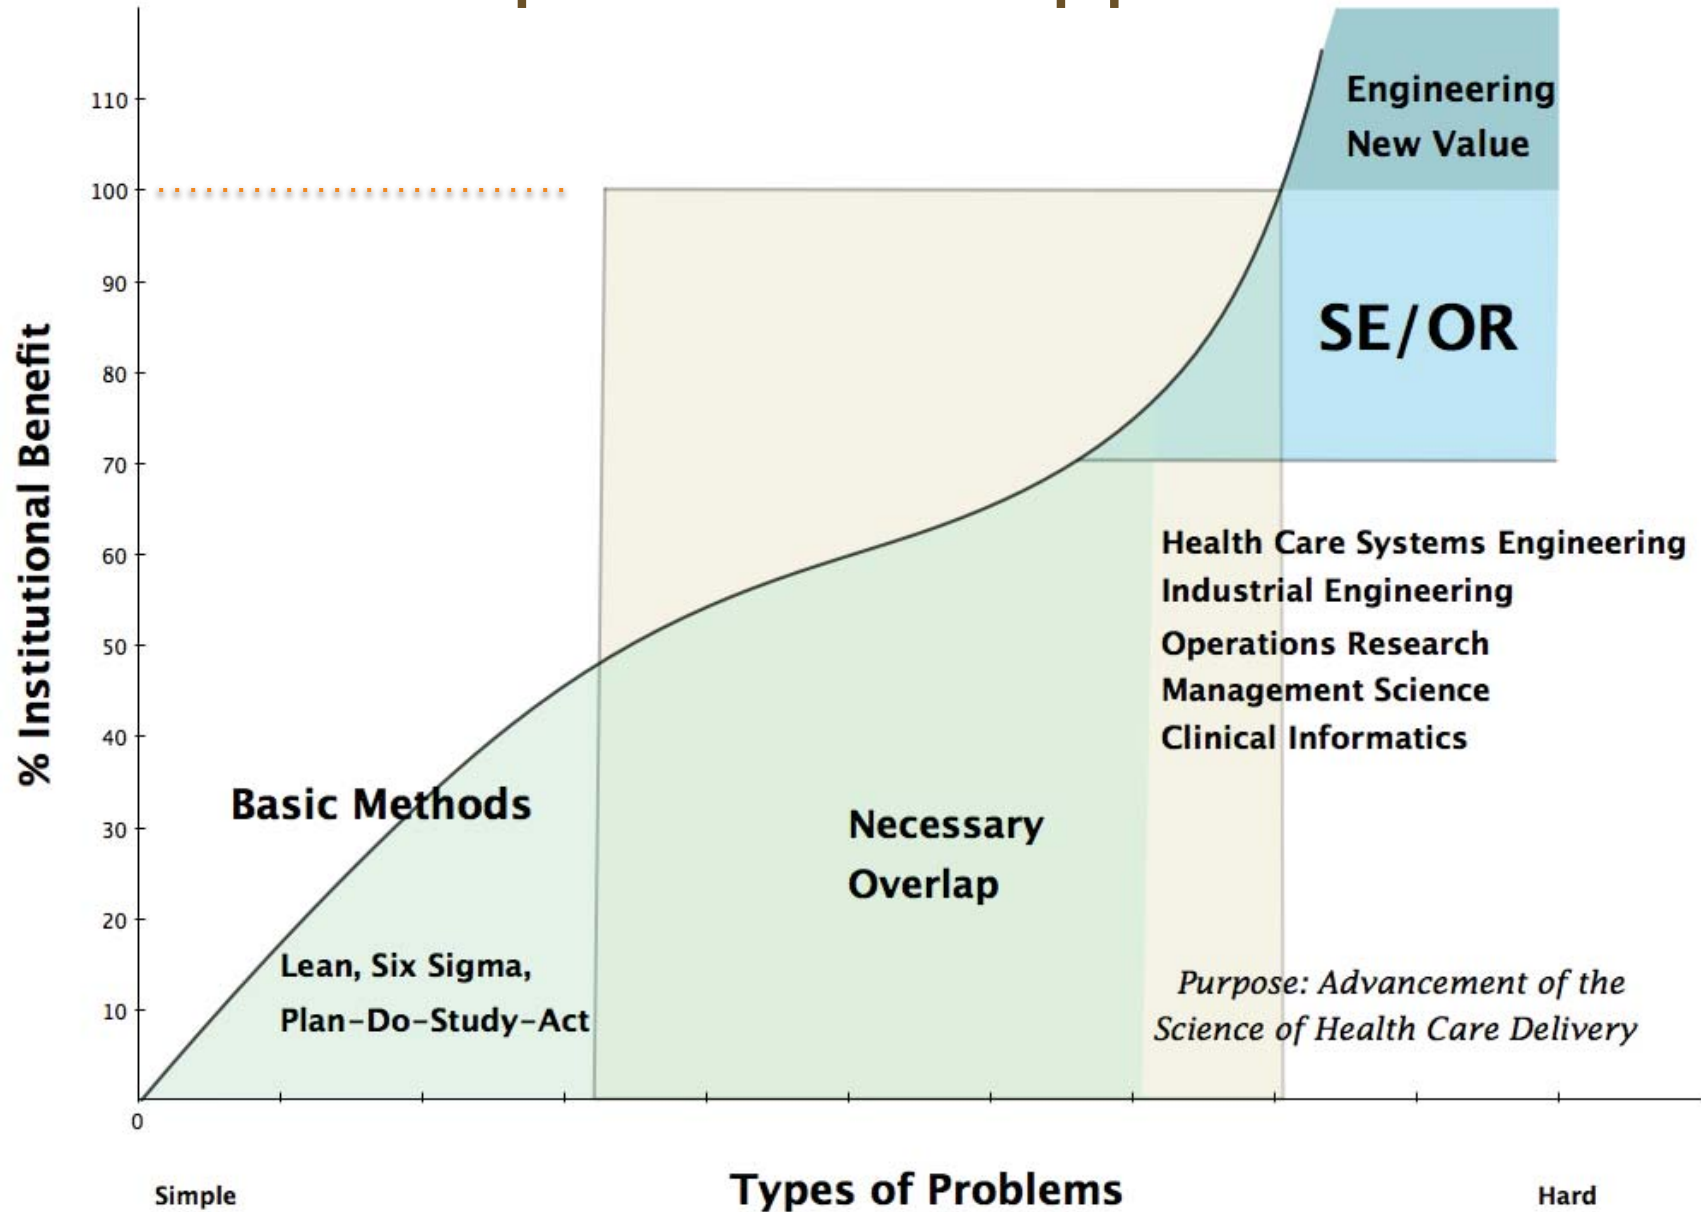 110
100
90
80
70
60
50
40
30
20
10
0
% Institutional Benefit
Engineering
New Value
SE/OR
Health Care Systems Engineering
Industrial Engineering
Operations Research
Management Science
Clinical Informatics
Basic Methods
Necessary
Overlap
Lean, Six Sigma,
Plan-Do-Study-Act
Purpose: Advancement of the
Science of Health Care Delivery
Simple
Types of Problems
Hard